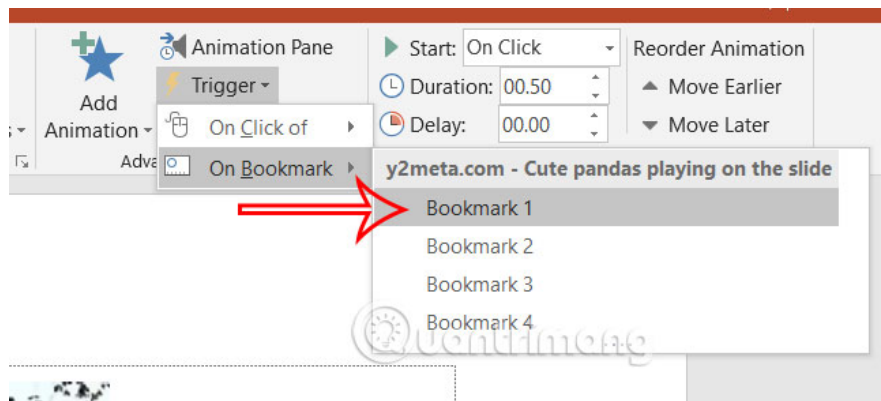 Animation Pane
Start: On Click
Reorder Animation
Trigger
Duration: 00.50
Move Earlier
Add
Animation
On Click of
Delay: 00.00
Move Later
Adva
On Bookmark
y2meta.com - Cute pandas playing on the slide
Bookmark 1
Bookmark 2
Bookmark 3
Bookmark 4
Quantrimang